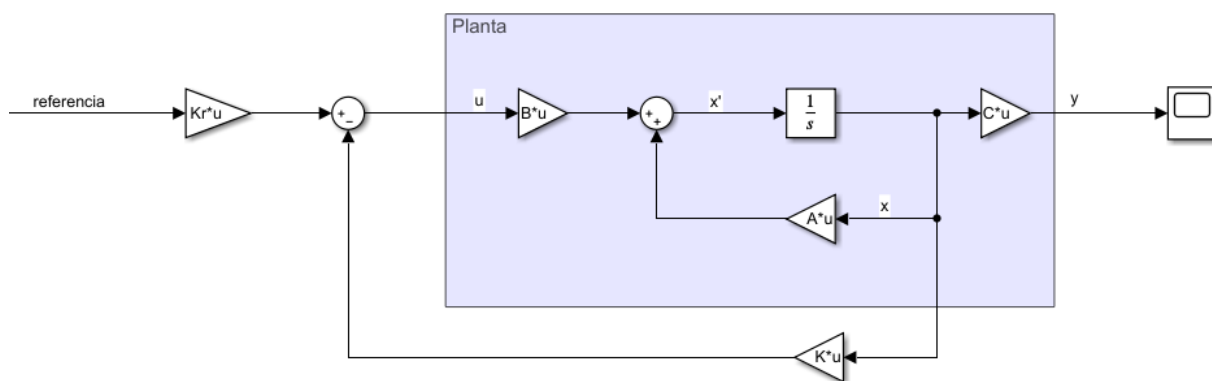 Planta
referencia
Kr*u
+
−
u
B*u
+
+
x'
1
s
C*u
y
A*u
x
K*u